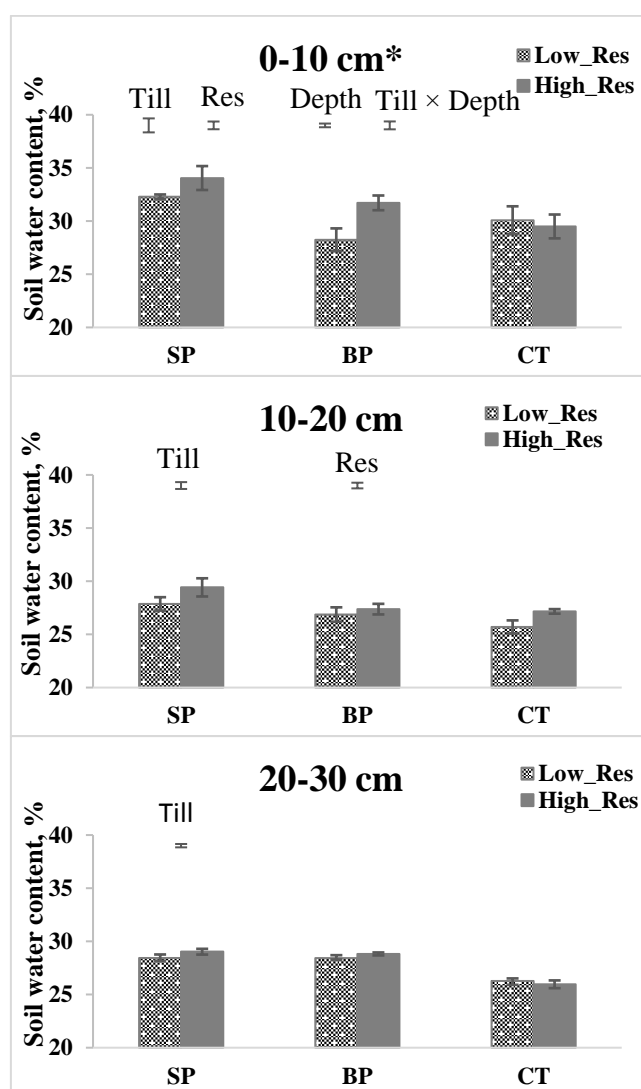 0-10 cm*
Low_Res
High_Res
Till Res Depth Till × Depth
Soil water content, %
40
35
30
25
20
SP BP CT
10-20 cm
Low_Res
High_Res
Till Res
Soil water content, %
40
35
30
25
20
SP BP CT
20-30 cm
Low_Res
High_Res
Till
Soil water content, %
40
35
30
25
20
SP BP CT